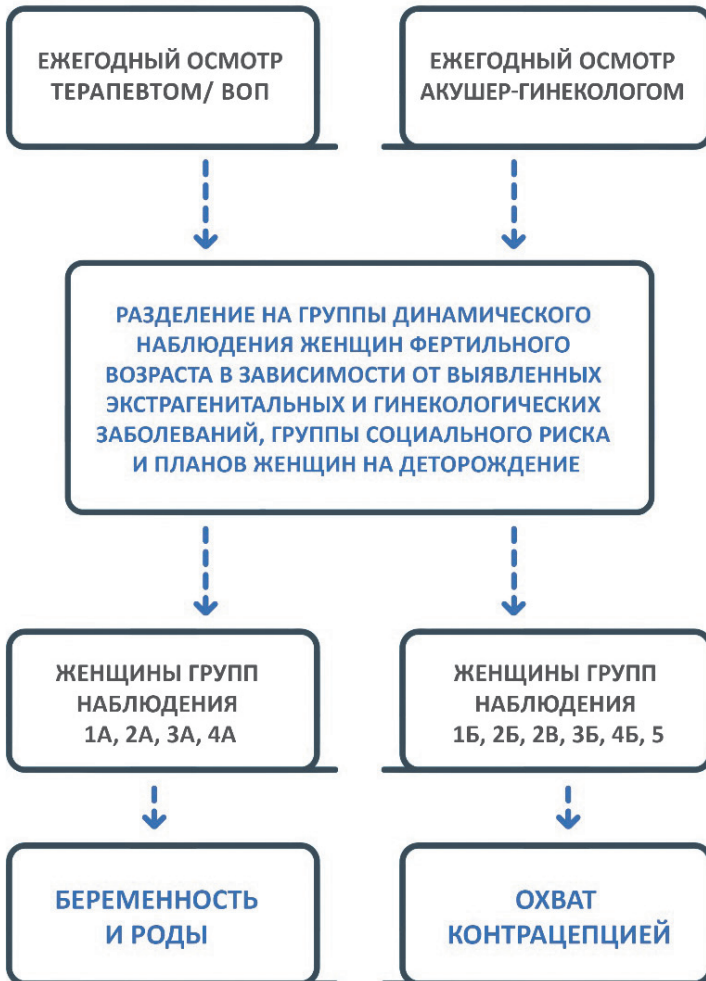 ЕЖЕГОДНЫЙ ОСМОТР
ТЕРАПЕВТОМ/ ВОП
ЕЖЕГОДНЫЙ ОСМОТР
АКУШЕР-ГИНЕКОЛОГОМ
РАЗДЕЛЕНИЕ НА ГРУППЫ ДИНАМИЧЕСКОГО
НАБЛЮДЕНИЯ ЖЕНЩИН ФЕРТИЛЬНОГО
ВОЗРАСТА В ЗАВИСИМОСТИ ОТ ВЫЯВЛЕННЫХ
ЭКСТРАГЕНИТАЛЬНЫХ И ГИНЕКОЛОГИЧЕСКИХ
ЗАБОЛЕВАНИЙ, ГРУППЫ СОЦИАЛЬНОГО РИСКА
И ПЛАНОВ ЖЕНЩИН НА ДЕТОРОЖДЕНИЕ
ЖЕНЩИНЫ ГРУПП
НАБЛЮДЕНИЯ
1А, 2А, 3А, 4А
ЖЕНЩИНЫ ГРУПП
НАБЛЮДЕНИЯ
1Б, 2Б, 2В, 3Б, 4Б, 5
БЕРЕМЕННОСТЬ
И РОДЫ
ОХВАТ
КОНТРАЦЕПЦИЕЙ